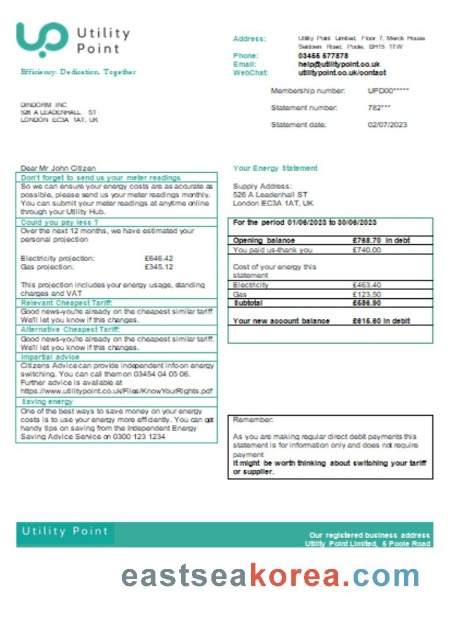 Utility
Point
Efficiency. Dedication. Together
Address: Utility Point Limited, Floor 7, Merck House
Seldown Road, Poole, BH15 1TW
Phone: 03455 577878
Email: help@utilitypoint.co.uk
WebChat: utilitypoint.co.uk/contact
Membership number: UPD00*****
Statement number: 782***
Statement date: 02/07/2023
DINDORM INC
526 A LEADENHALL ST
LONDON EC3A 1AT, UK
Dear Mr John Citizen
Don't forget to send us your meter readings
So we can ensure your energy costs are as accurate as
possible, please send us your meter readings monthly.
You can submit your meter readings at anytime online
through your Utility Hub.
Could you pay less ?
Over the next 12 months, we have estimated your
personal projection
Electricity projection: £646.42
Gas projection: £345.12
This projection includes your energy usage, standing
charges and VAT
Relevant Cheapest Tariff:
Good news-you're already on the cheapest similar tariff
We'll let you know if this changes.
Alternative Cheapest Tariff:
Good news-you're already on the cheapest similar tariff.
We'll let you know if this changes.
Impartial advice
Citizens Advice can provide independent info on energy
switching. You can call them on 03454 04 05 06.
Further advice is available at
https://www.utilitypoint.co.uk/Files/KnowYourRights.pdf
Saving energy
One of the best ways to save money on your energy
costs is to use your energy more efficiently. You can get
handy tips on saving from the Independent Energy
Saving Advice Service on 0300 123 1234
Your Energy Statement
Supply Address:
526 A Leadenhall ST
London EC3A 1AT, UK
For the period 01/06/2023 to 30/06/2023
Opening balance £768.70 in debt
You paid us-thank you £740.00
Cost of your energy this
statement
Electricity £463.40
Gas £123.50
Subtotal £586.90
Your new account balance £615.60 in debt
Remember:
As you are making regular direct debit payments this
statement is for information only and does not require
payment
It might be worth thinking about switching your tariff
or supplier.
Utility Point
Our registered business address
Utility Point Limited, 5 Poole Road
eastseakorea.com